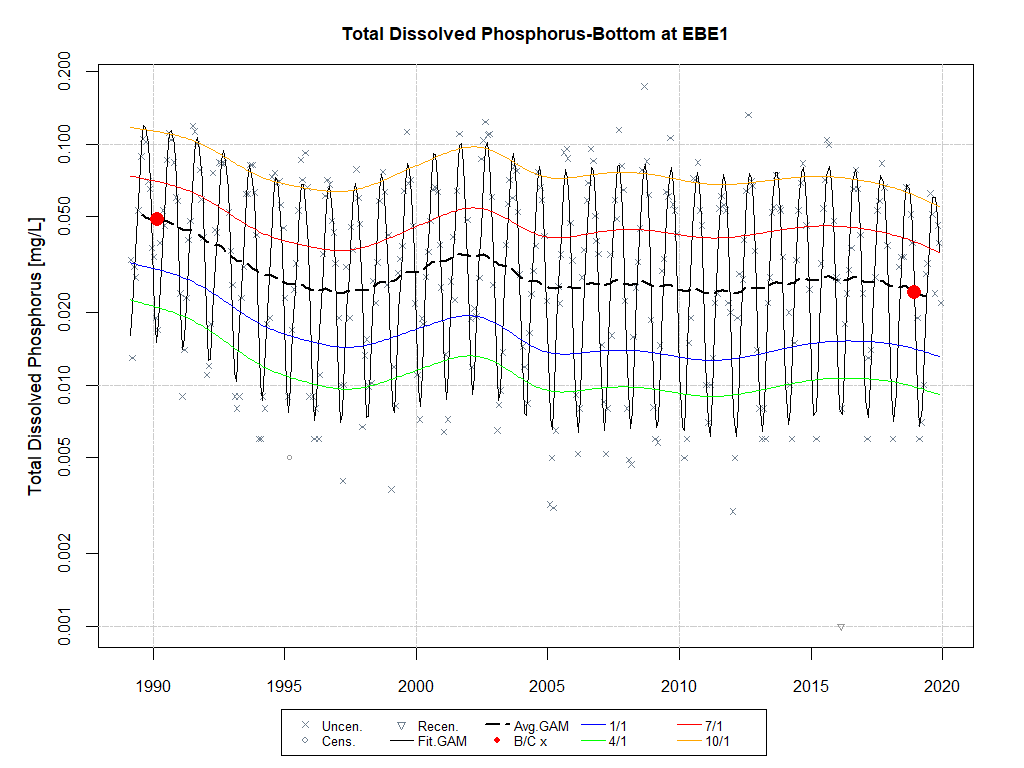 Total Dissolved Phosphorus-Bottom at EBE1
Total Dissolved Phosphorus [mg/L]
0.200
0.100
0.050
0.020
0.010
0.005
0.002
0.001
1990 1995 2000 2005 2010 2015 2020
Uncen. Recen. Avg.GAM 1/1 7/1
Cens. Fit.GAM B/C x 4/1 10/1